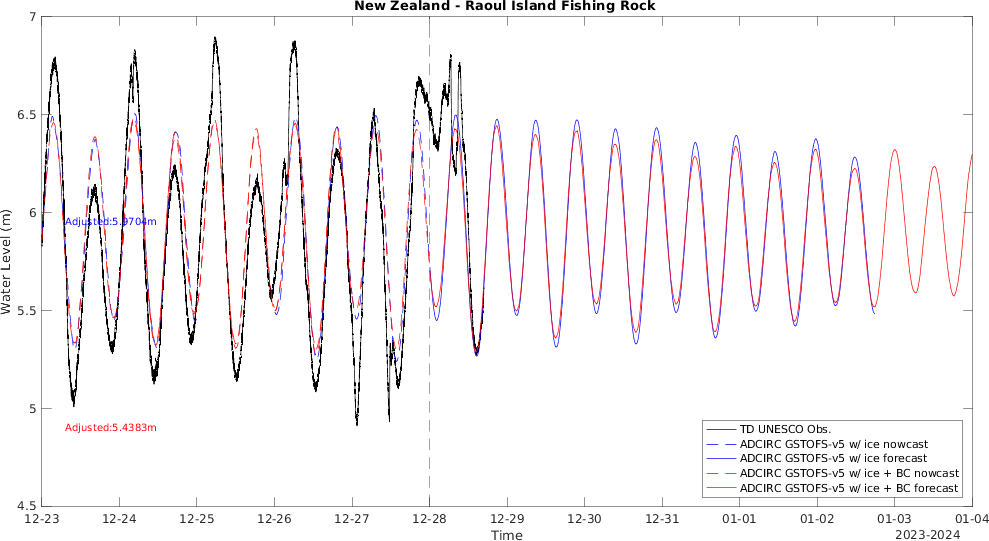 New Zealand - Raoul Island Fishing Rock
7
6.5
6
5.5
5
4.5
Water Level (m)
Adjusted:5.9704m
Adjusted:5.4383m
TD UNESCO Obs.
ADCIRC GSTOFS-v5 w/ ice nowcast
ADCIRC GSTOFS-v5 w/ ice forecast
ADCIRC GSTOFS-v5 w/ ice + BC nowcast
ADCIRC GSTOFS-v5 w/ ice + BC forecast
12-23 12-24 12-25 12-26 12-27 12-28 12-29 12-30 12-31 01-01 01-02 01-03 01-04
Time
2023-2024